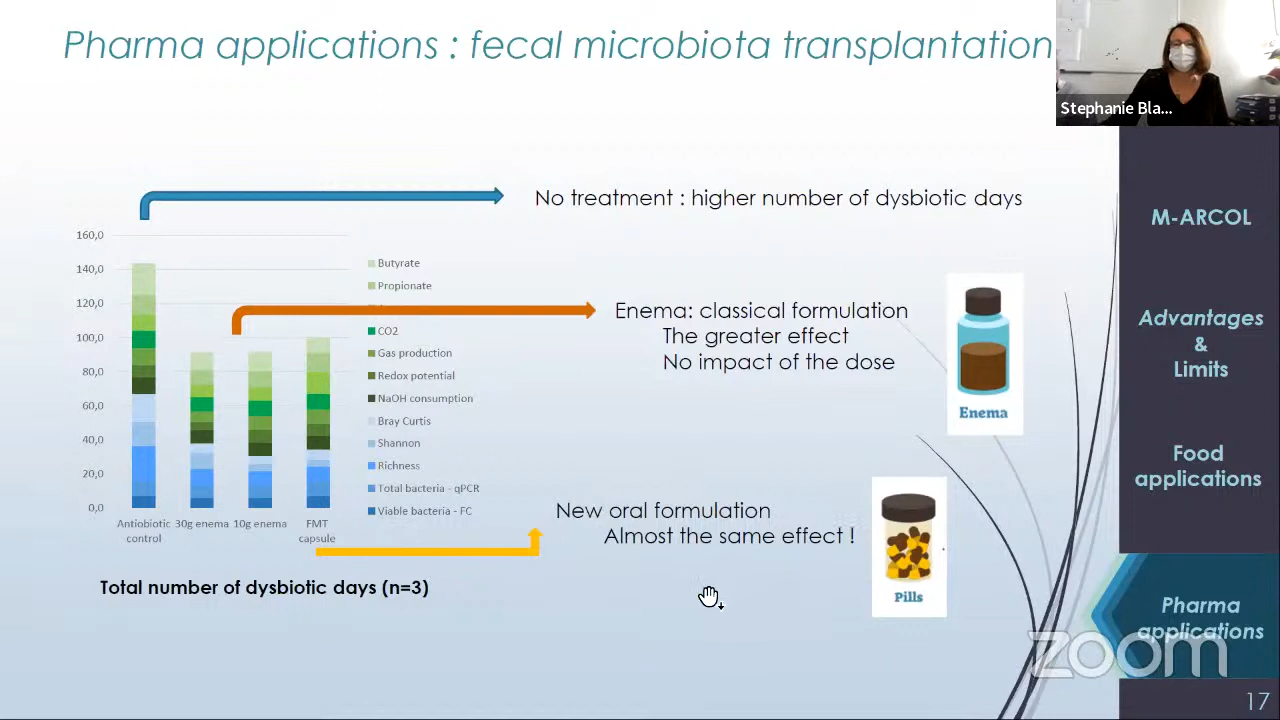 Pharma applications : fecal microbiota transplantation
Stephanie Bla...
No treatment : higher number of dysbiotic days
160,0
140,0
120,0
100,0
80,0
60,0
40,0
20,0
0,0
Antiobiotic control
30g enema
10g enema
FMT capsule
Butyrate
Propionate
CO2
Gas production
Redox potential
NaOH consumption
Bray Curtis
Shannon
Richness
Total bacteria - qPCR
Viable bacteria - FC
Total number of dysbiotic days (n=3)
Enema: classical formulation
The greater effect
No impact of the dose
Enema
New oral formulation
Almost the same effect !
Pills
M-ARCOL
Advantages
&
Limits
Food
applications
Pharma
applications
zoom
17